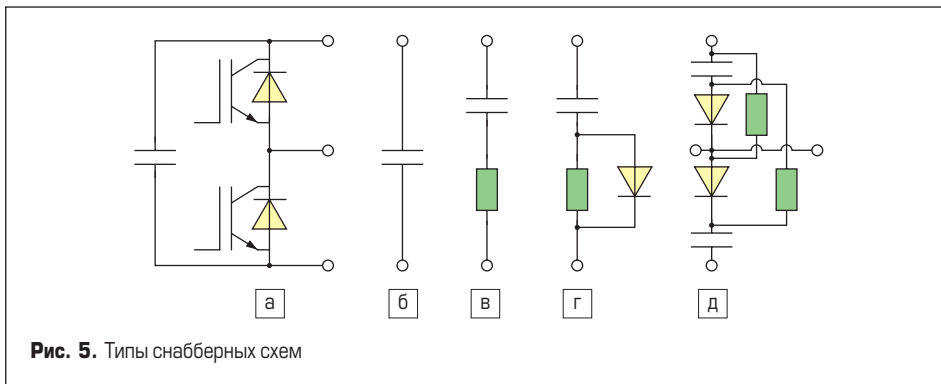 а б в г д
Рис. 5. Типы снабберных схем